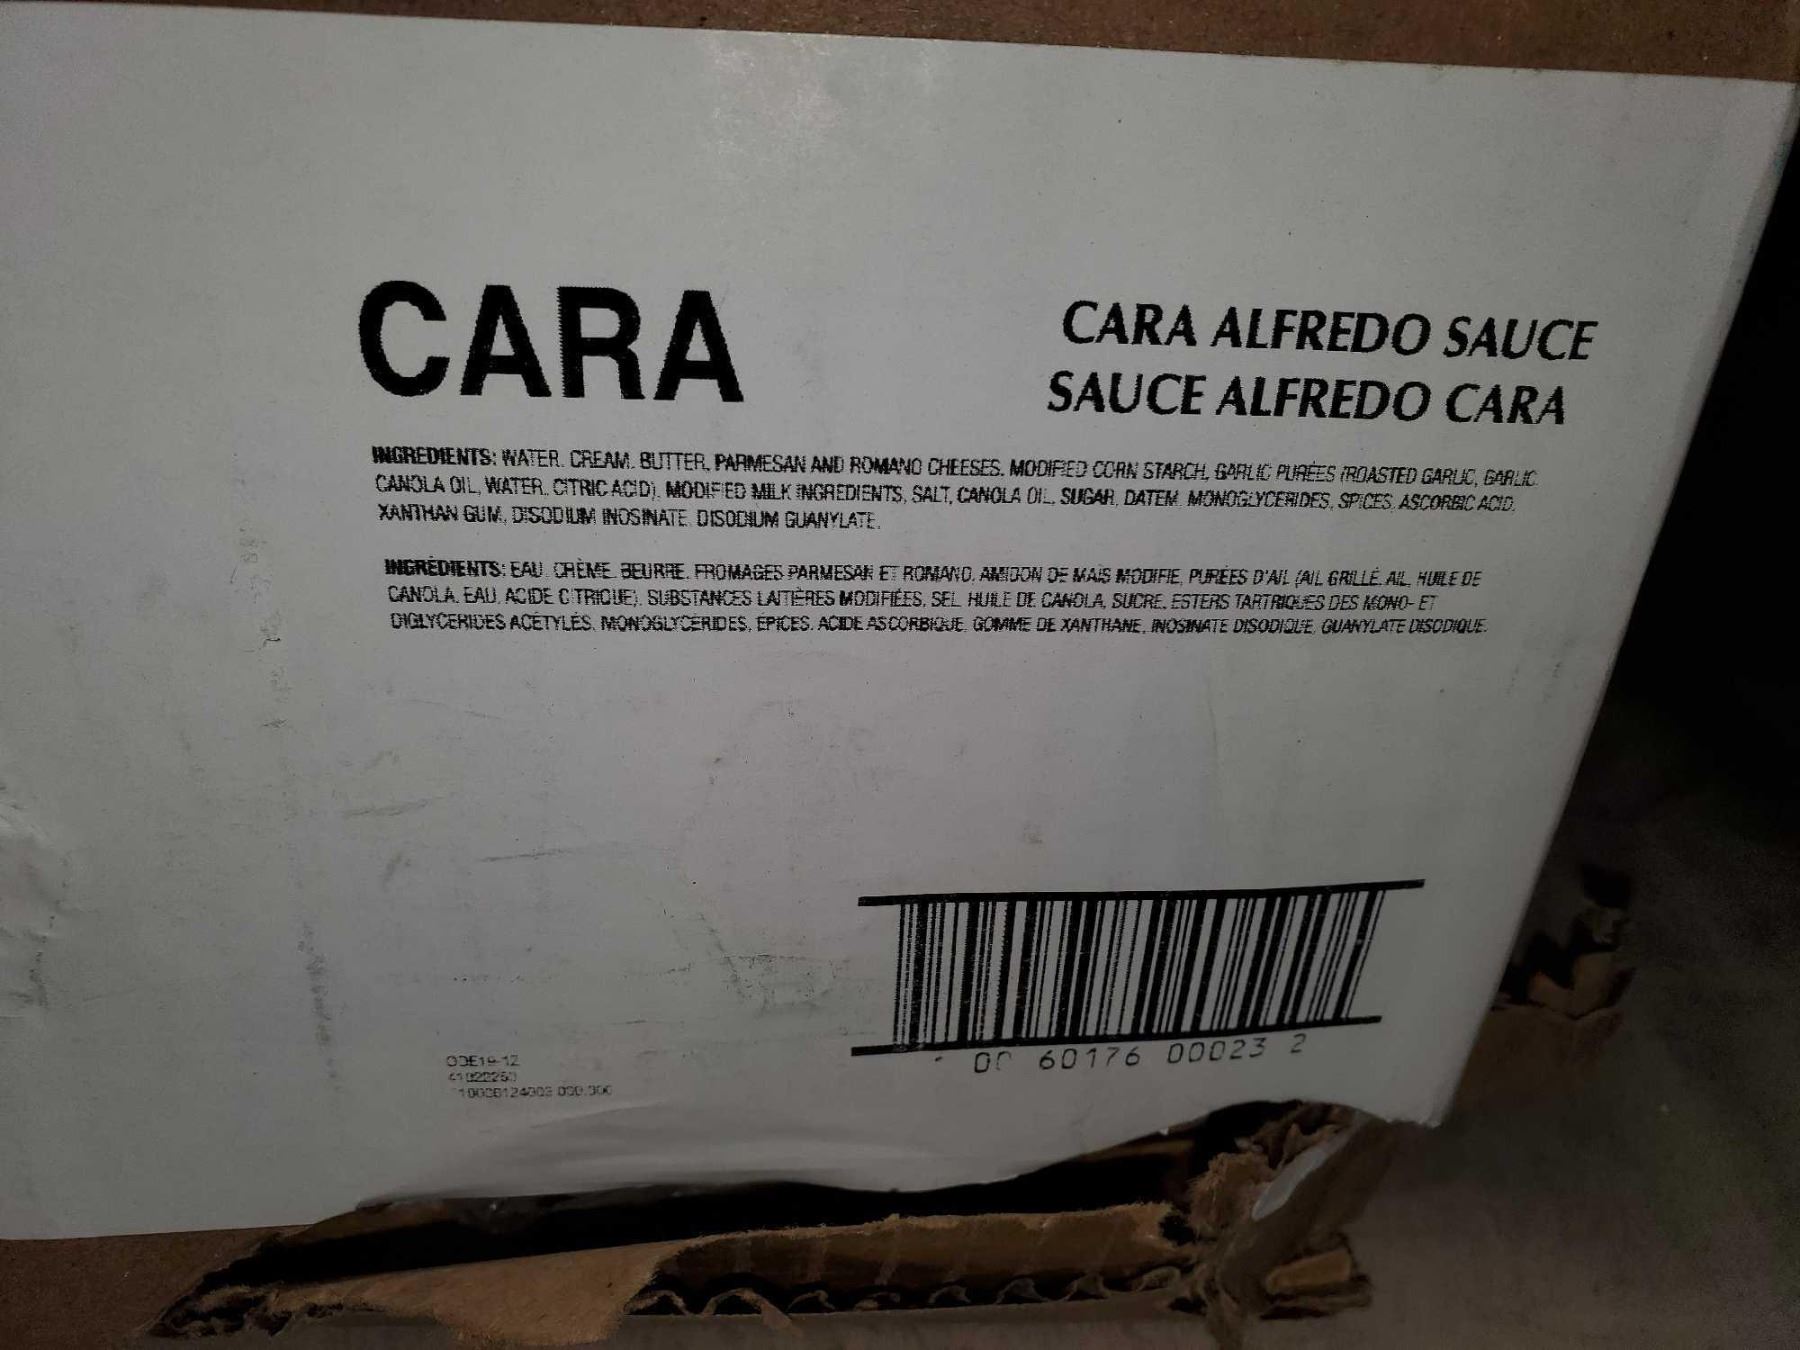 CARA
CARA ALFREDO SAUCE
SAUCE ALFREDO CARA
INGREDIENTS: WATER. CREAM. BUTTER, PARMESAN AND ROMANO CHEESES. MODIFIED CORN STARCH, GARLIC PURÉES (ROASTED GARLIC, GARLIC.
CANOLA OIL, WATER, CITRIC ACID), MODIFIED MILK INGREDIENTS, SALT, CANOLA OIL, SUGAR, DATEM. MONOGLYCERIDES, SPICES, ASCORBIC ACID,
XANTHAN GUM, DISODIUM INOSINATE. DISODIUM GUANYLATE.
INGRÉDIENTS: EAU. CRÈME. BEURRE. FROMAGES PARMESAN ET ROMANO. AMIDON DE MAÏS MODIFIÉ, PURÉES D'AIL (AIL GRILLÉ. AIL, HUILE DE
CANOLA. EAU, ACIDE CITRIQUE), SUBSTANCES LAITIÈRES MODIFIÉES, SEL. HUILE DE CANOLA, SUCRE. ESTERS TARTRIQUES DES MONO- ET
DIGLYCERIDES ACÉTYLÉS. MONOGLYCERIDES, ÉPICES. ACIDE ASCORBIQUE, GOMME DE XANTHANE, INOSINATE DISODIQUE, GUANYLATE DISODIQUE.
60176 00023 2